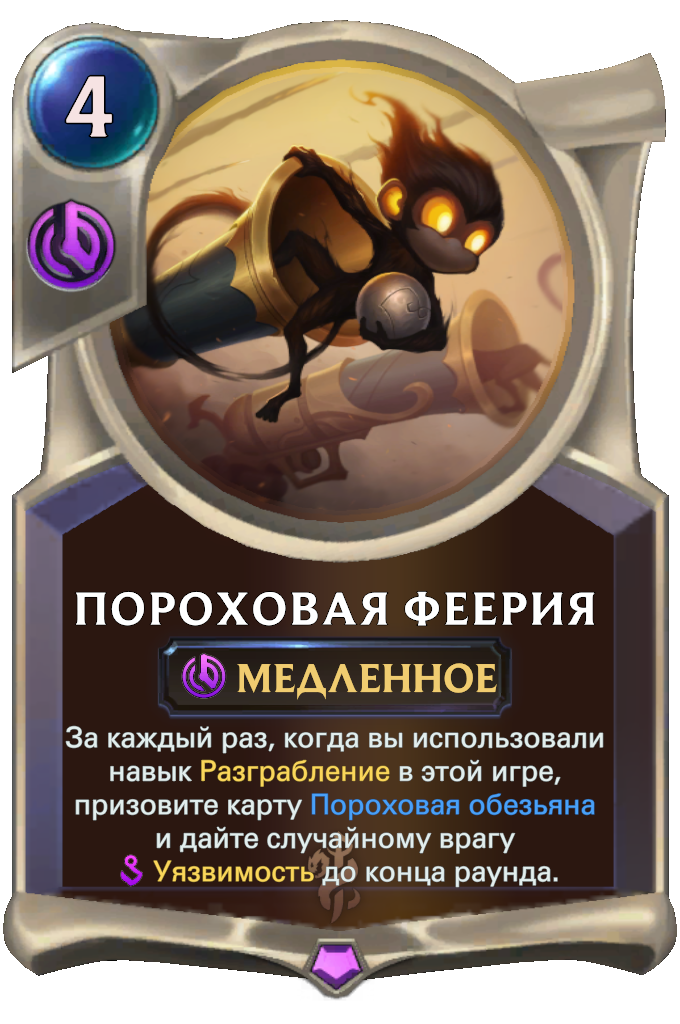 4
ПОРОХОВАЯ ФЕЕРИЯ
МЕДЛЕННОЕ
За каждый раз, когда вы использовали
навык Разграбление в этой игре,
призовите карту Пороховая обезьяна
и дайте случайному врагу
Уязвимость до конца раунда.